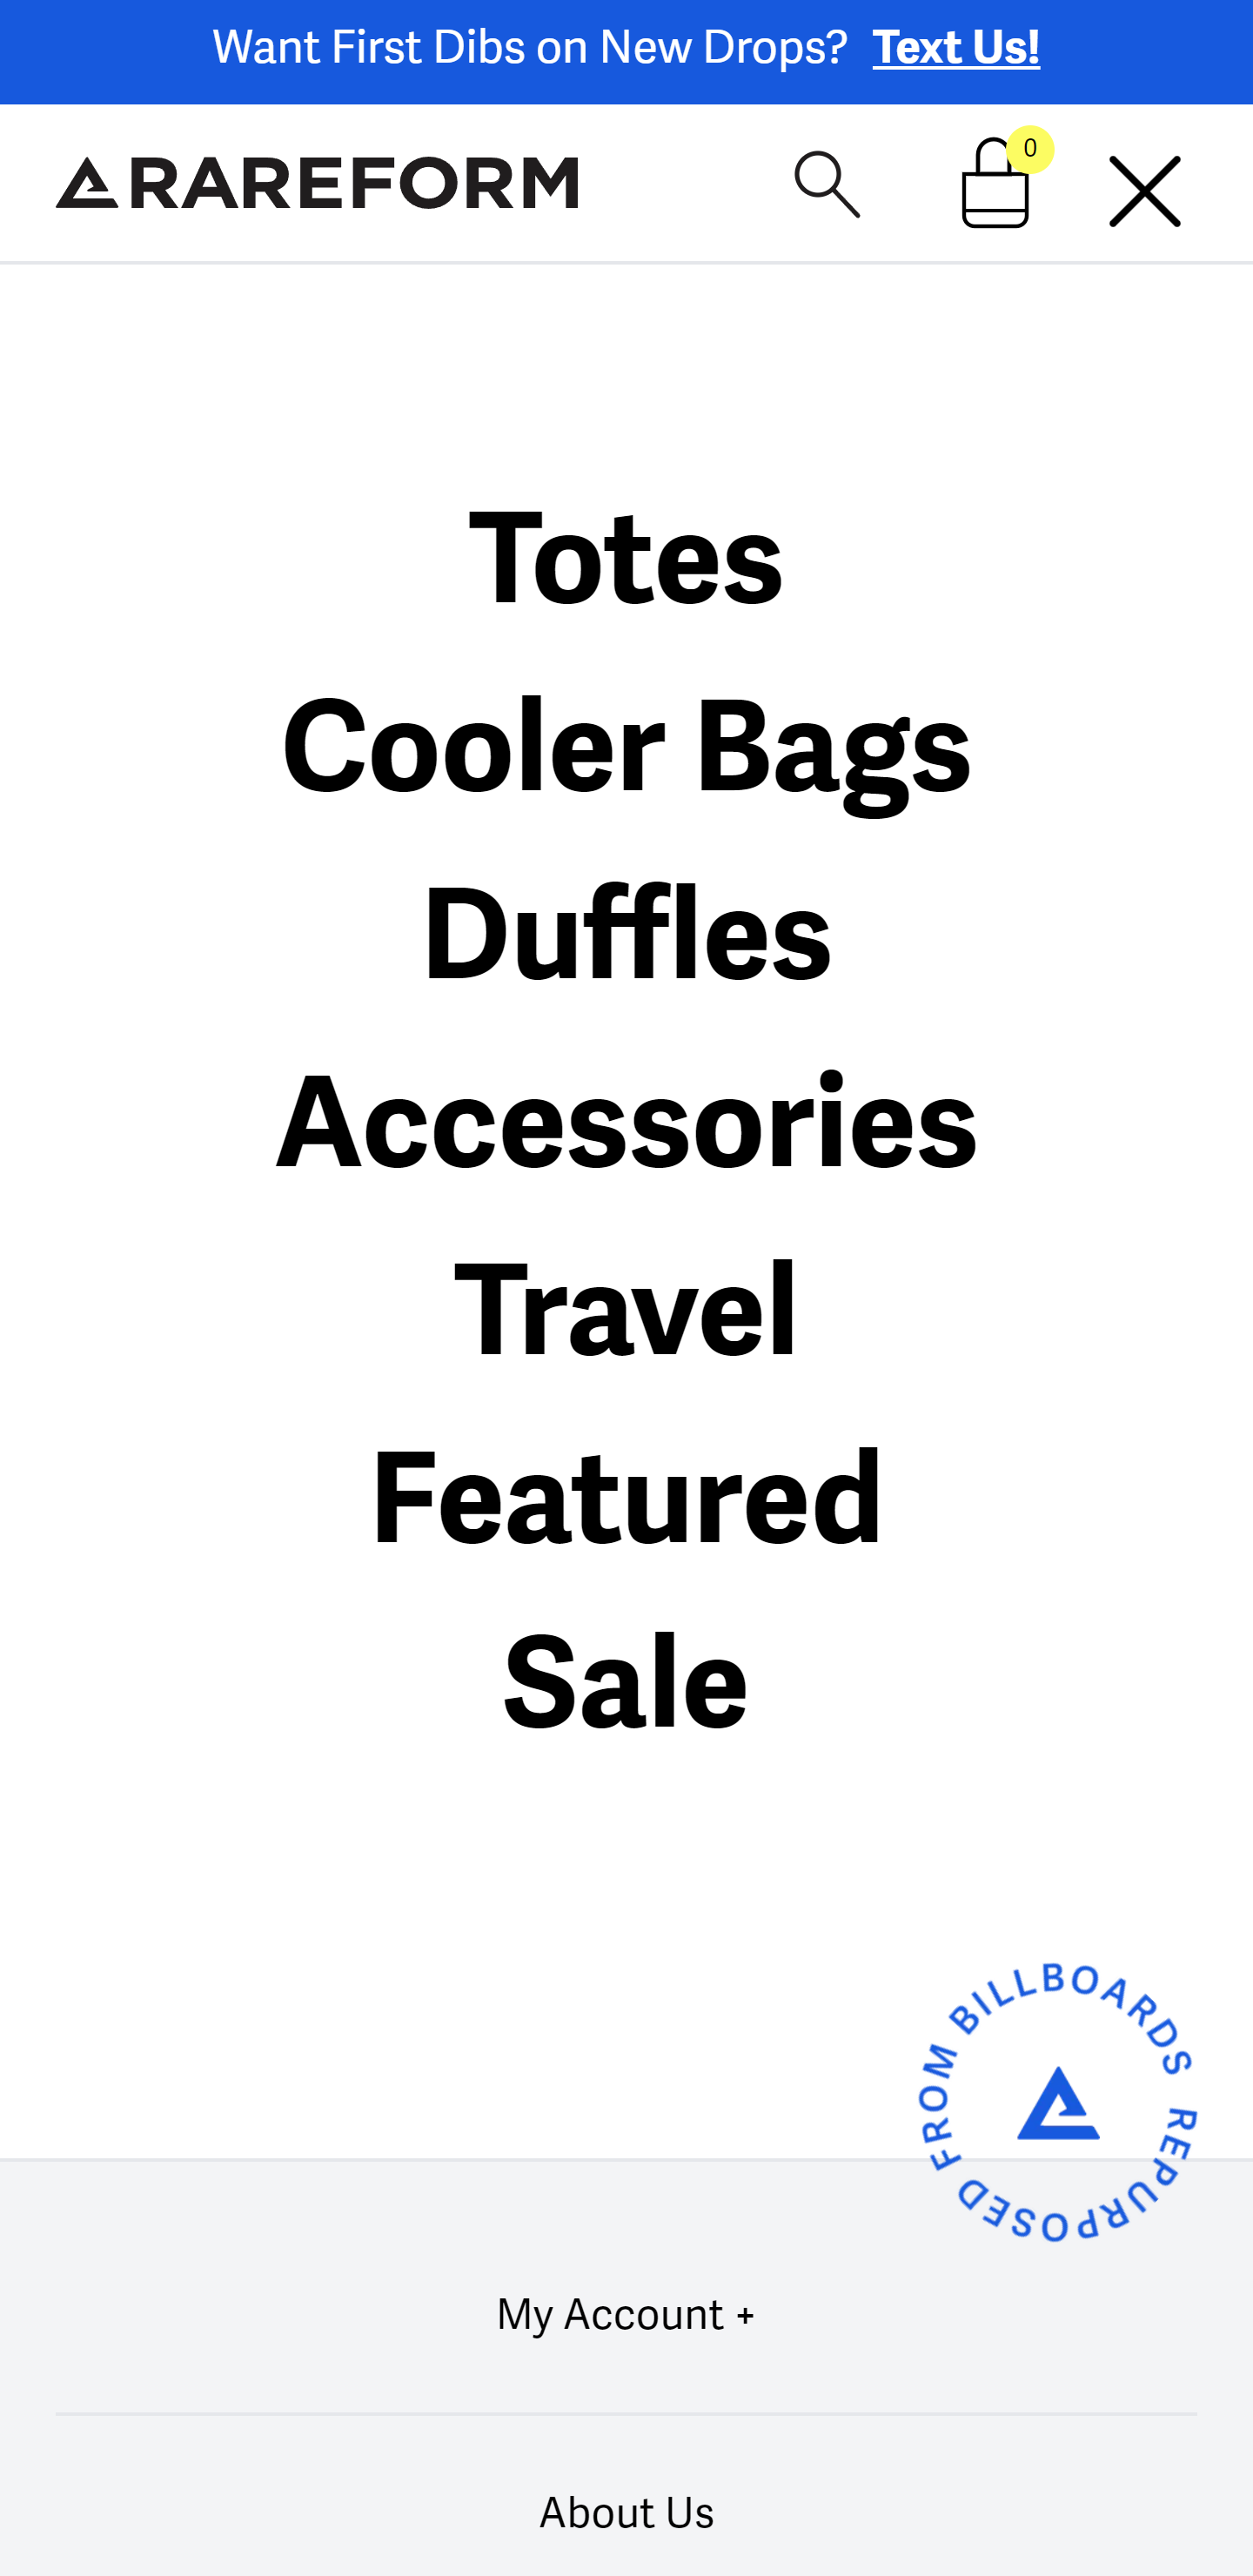 Want First Dibs on New Drops? Text Us!
RAREFORM
0
Totes
Cooler Bags
Duffles
Accessories
Travel
Featured
Sale
REPURPOSED FROM BILLBOARDS
My Account +
About Us